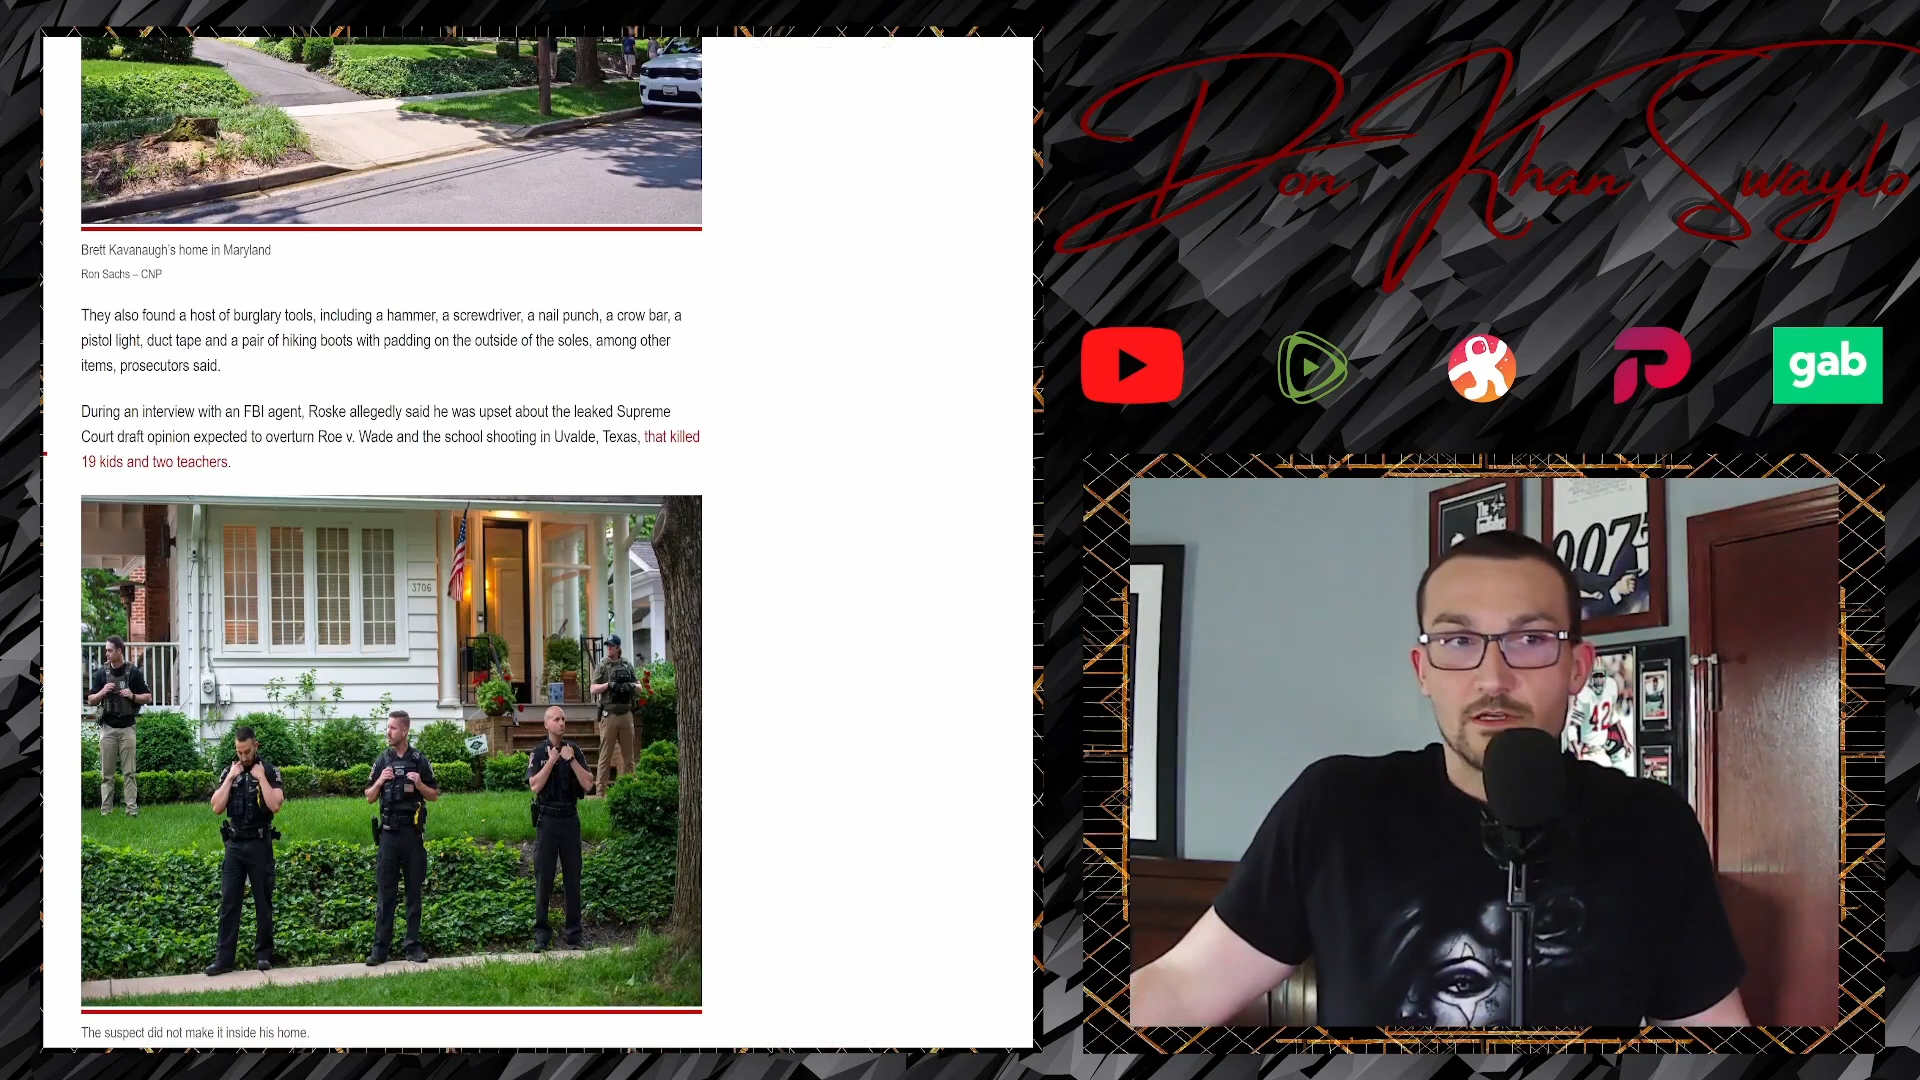 Brett Kavanaugh's home in Maryland
Ron Sachs – CNP
They also found a host of burglary tools, including a hammer, a screwdriver, a nail punch, a crow bar, a
pistol light, duct tape and a pair of hiking boots with padding on the outside of the soles, among other
items, prosecutors said.
During an interview with an FBI agent, Roske allegedly said he was upset about the leaked Supreme
Court draft opinion expected to overturn Roe v. Wade and the school shooting in Uvalde, Texas, that killed
19 kids and two teachers.
3706
The suspect did not make it inside his home.
Don Khan Swaylo
gab
007
42